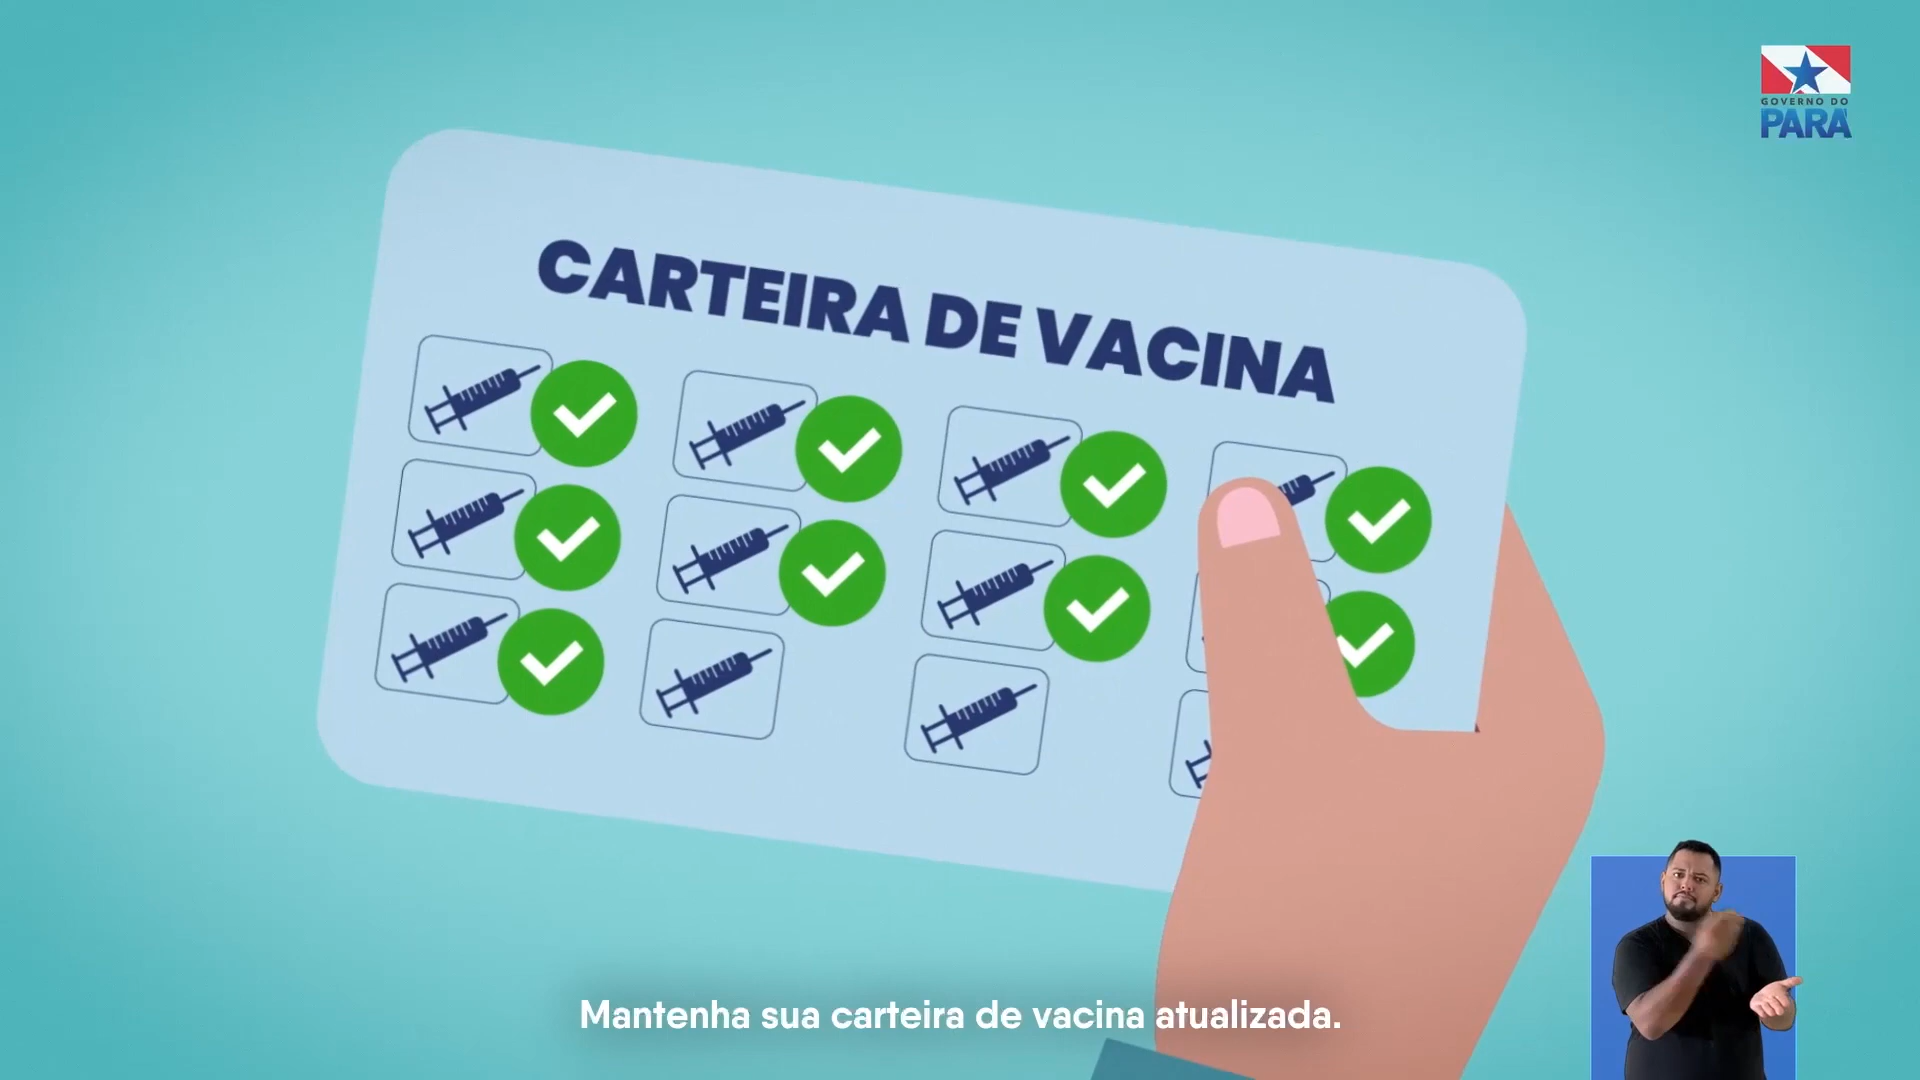 GOVERNO DO
PARÁ
CARTEIRA DE VACINA
Mantenha sua carteira de vacina atualizada.